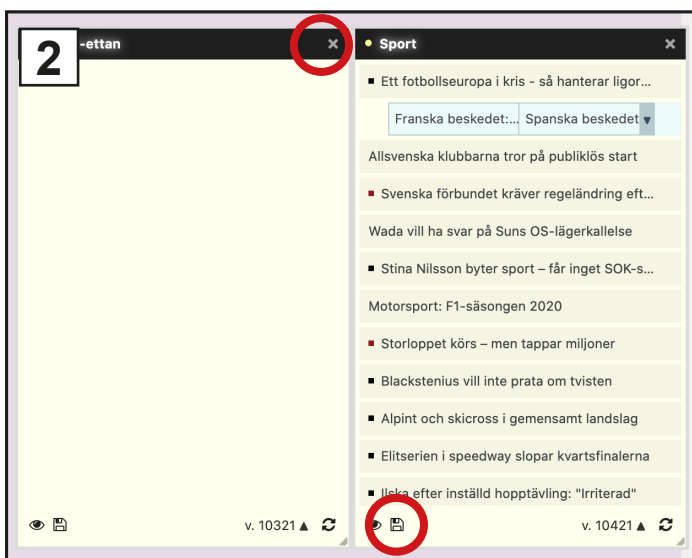 2
-ettan
v. 10321
Sport
Ett fotbollseuropa i kris - så hanterar ligor...
Franska beskedet:... Spanska beskedet
Allsvenska klubbarna tror på publiklös start
Svenska förbundet kräver regeländring eft...
Wada vill ha svar på Suns OS-lägerkallelse
Stina Nilsson byter sport – får inget SOK-s...
Motorsport: F1-säsongen 2020
Storloppet körs – men tappar miljoner
Blackstenius vill inte prata om tvisten
Alpint och skicross i gemensamt landslag
Elitserien i speedway slopar kvartsfinalerna
Ilska efter inställd hopptävling: "Irriterad"
v. 10421